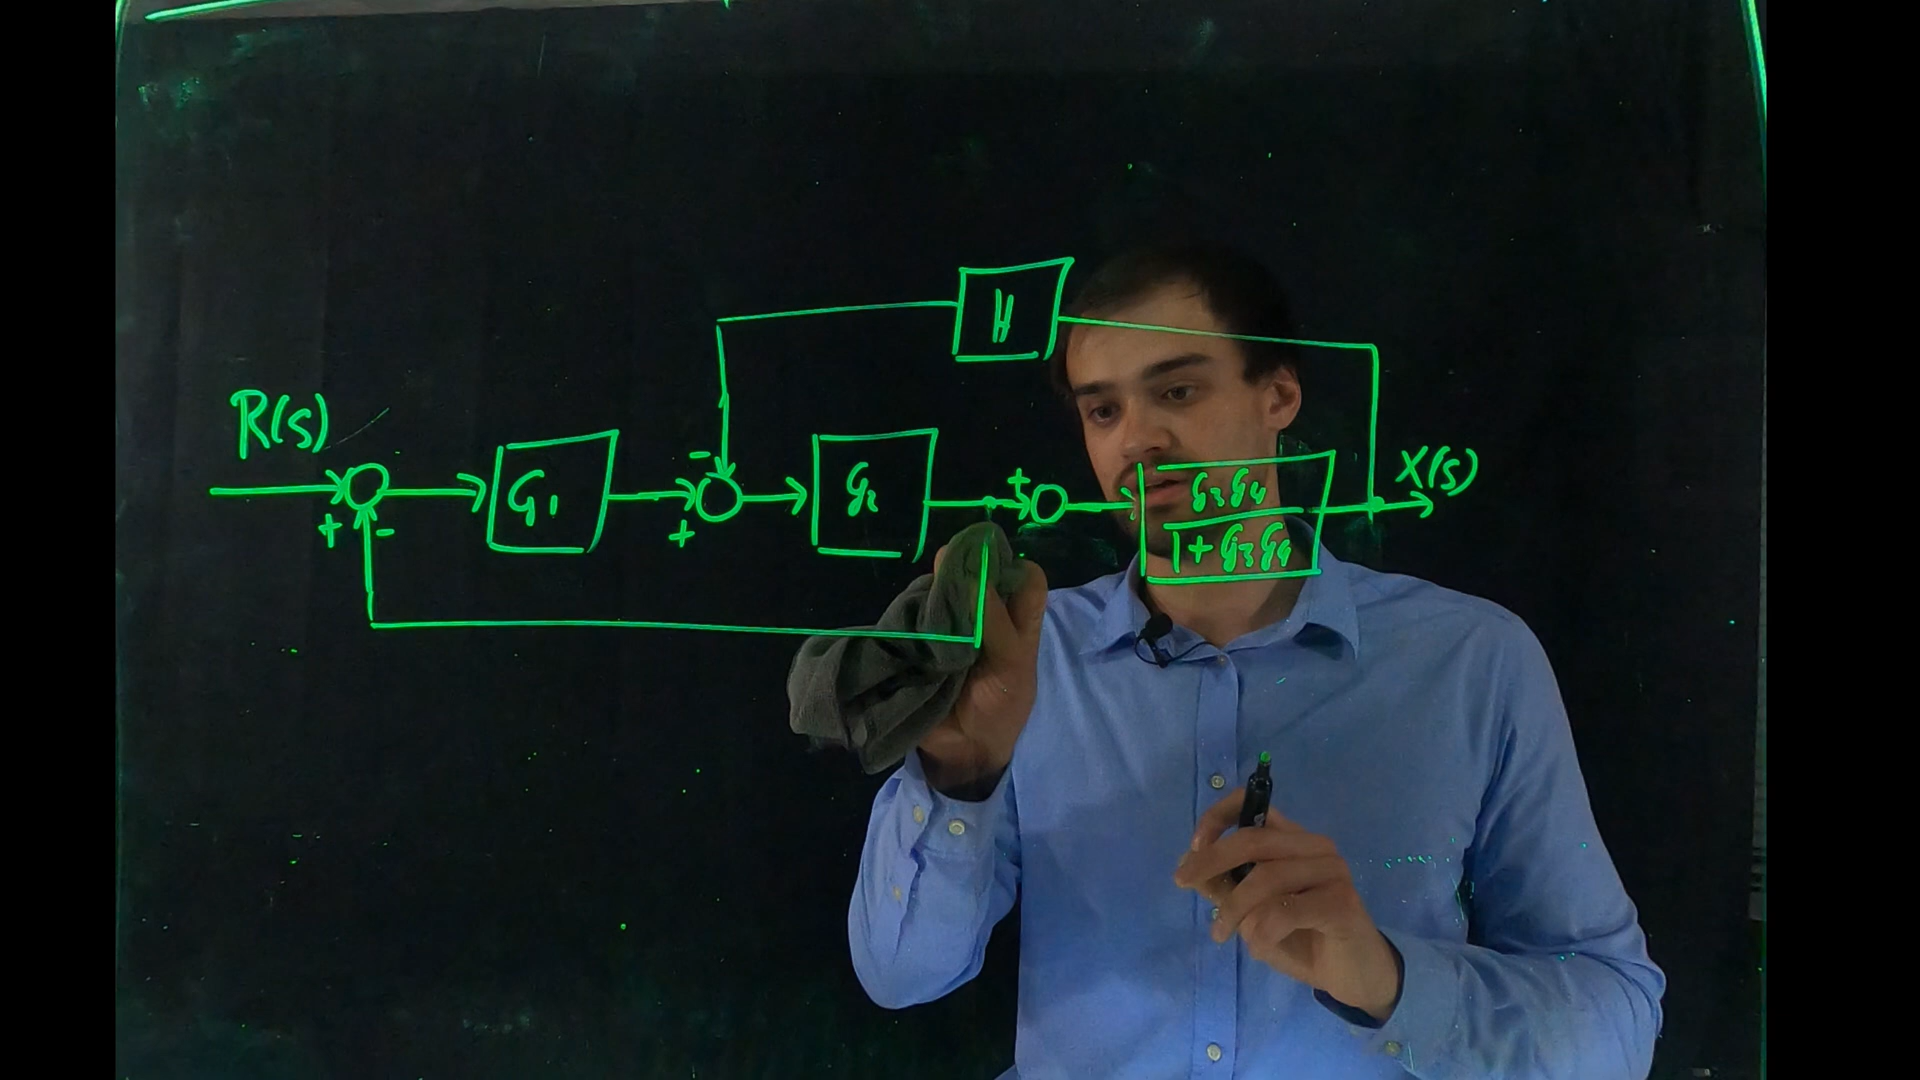 H
R(s)
X(s)
G₁
G₂
G₃G₄
1+G₃G₄
-
+
+
+
-